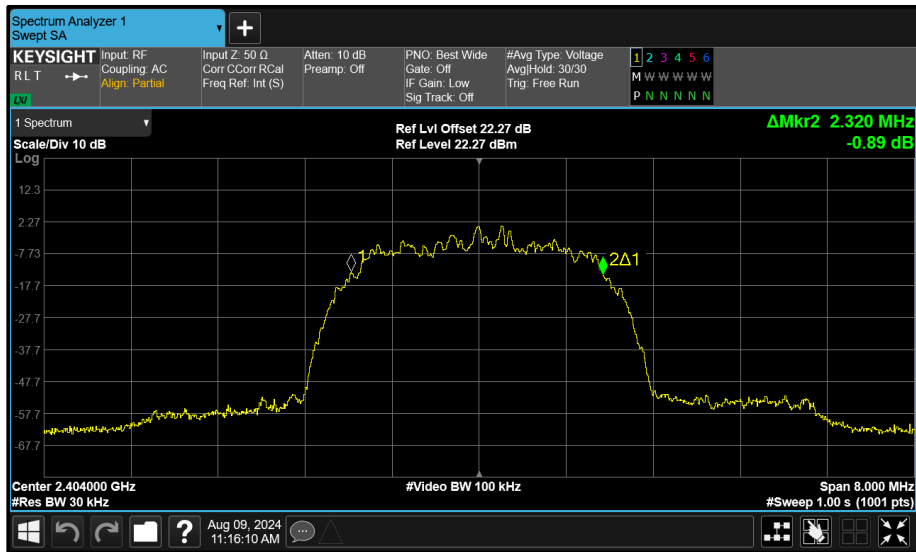 Spectrum Analyzer 1
Swept SA
+
KEYSIGHT
RLT
LXI
Input: RF
Coupling: AC
Align: Partial
Input Z: 50 Ω
Corr CCorr RCal
Freq Ref: Int (S)
Atten: 10 dB
Preamp: Off
PNO: Best Wide
Gate: Off
IF Gain: Low
Sig Track: Off
#Avg Type: Voltage
Avg|Hold: 30/30
Trig: Free Run
1 2 3 4 5 6
M W W W W W
P N N N N N
1 Spectrum
Scale/Div 10 dB
Ref Lvl Offset 22.27 dB
Ref Level 22.27 dBm
ΔMkr2 2.320 MHz
-0.89 dB
Log
12.3
2.27
-7.73
-17.7
-27.7
-37.7
-47.7
-57.7
-67.7
1
2Δ1
Center 2.404000 GHz
#Res BW 30 kHz
#Video BW 100 kHz
Span 8.000 MHz
#Sweep 1.00 s (1001 pts)
?
Aug 09, 2024
11:16:10 AM